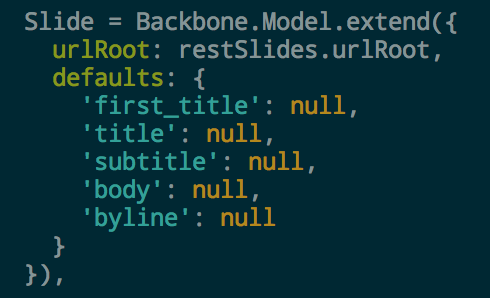 Slide = Backbone.Model.extend({
  urlRoot: restSlides.urlRoot,
  defaults: {
    'first_title': null,
    'title': null,
    'subtitle': null,
    'body': null,
    'byline': null
  }
}),